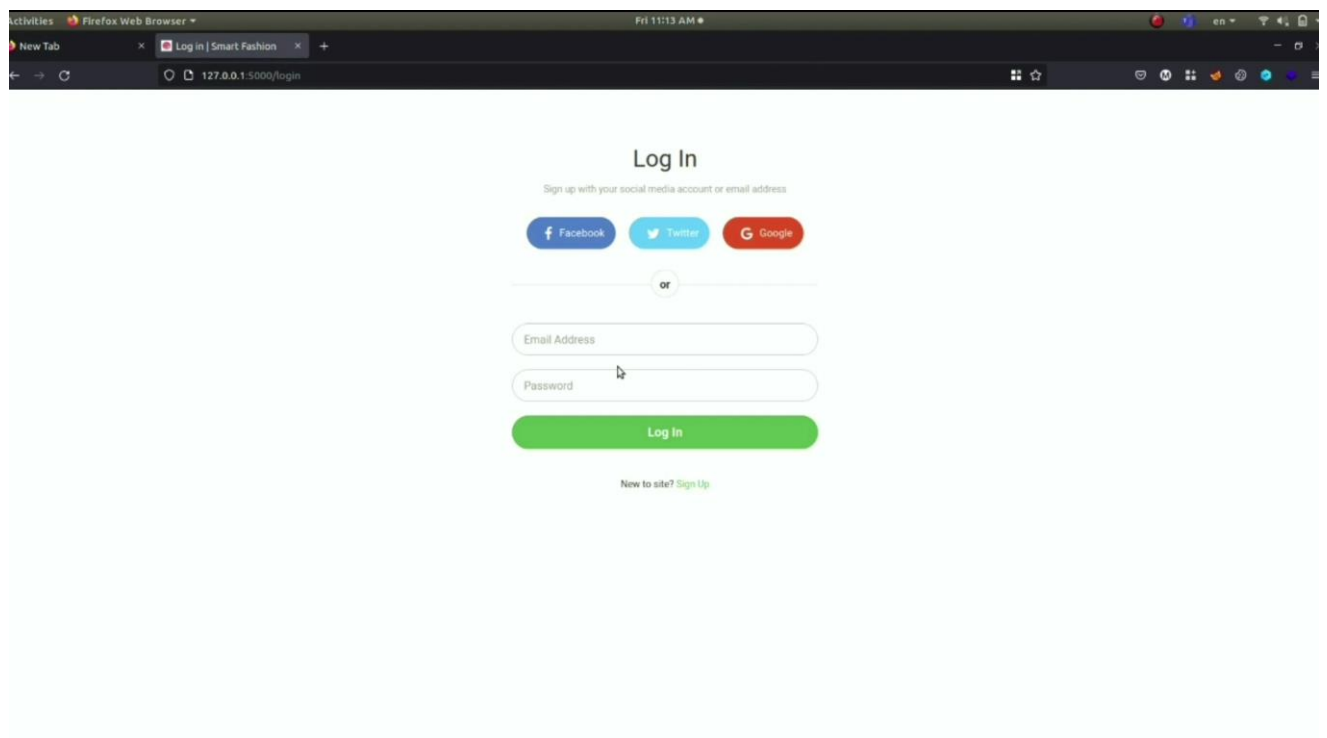 Activities Firefox Web Browser Fri 11:13 AM en
New Tab × Log in | Smart Fashion × +
127.0.0.1:5000/login
Log In
Sign up with your social media account or email address
Facebook Twitter Google
or
Email Address
Password
Log In
New to site? Sign Up